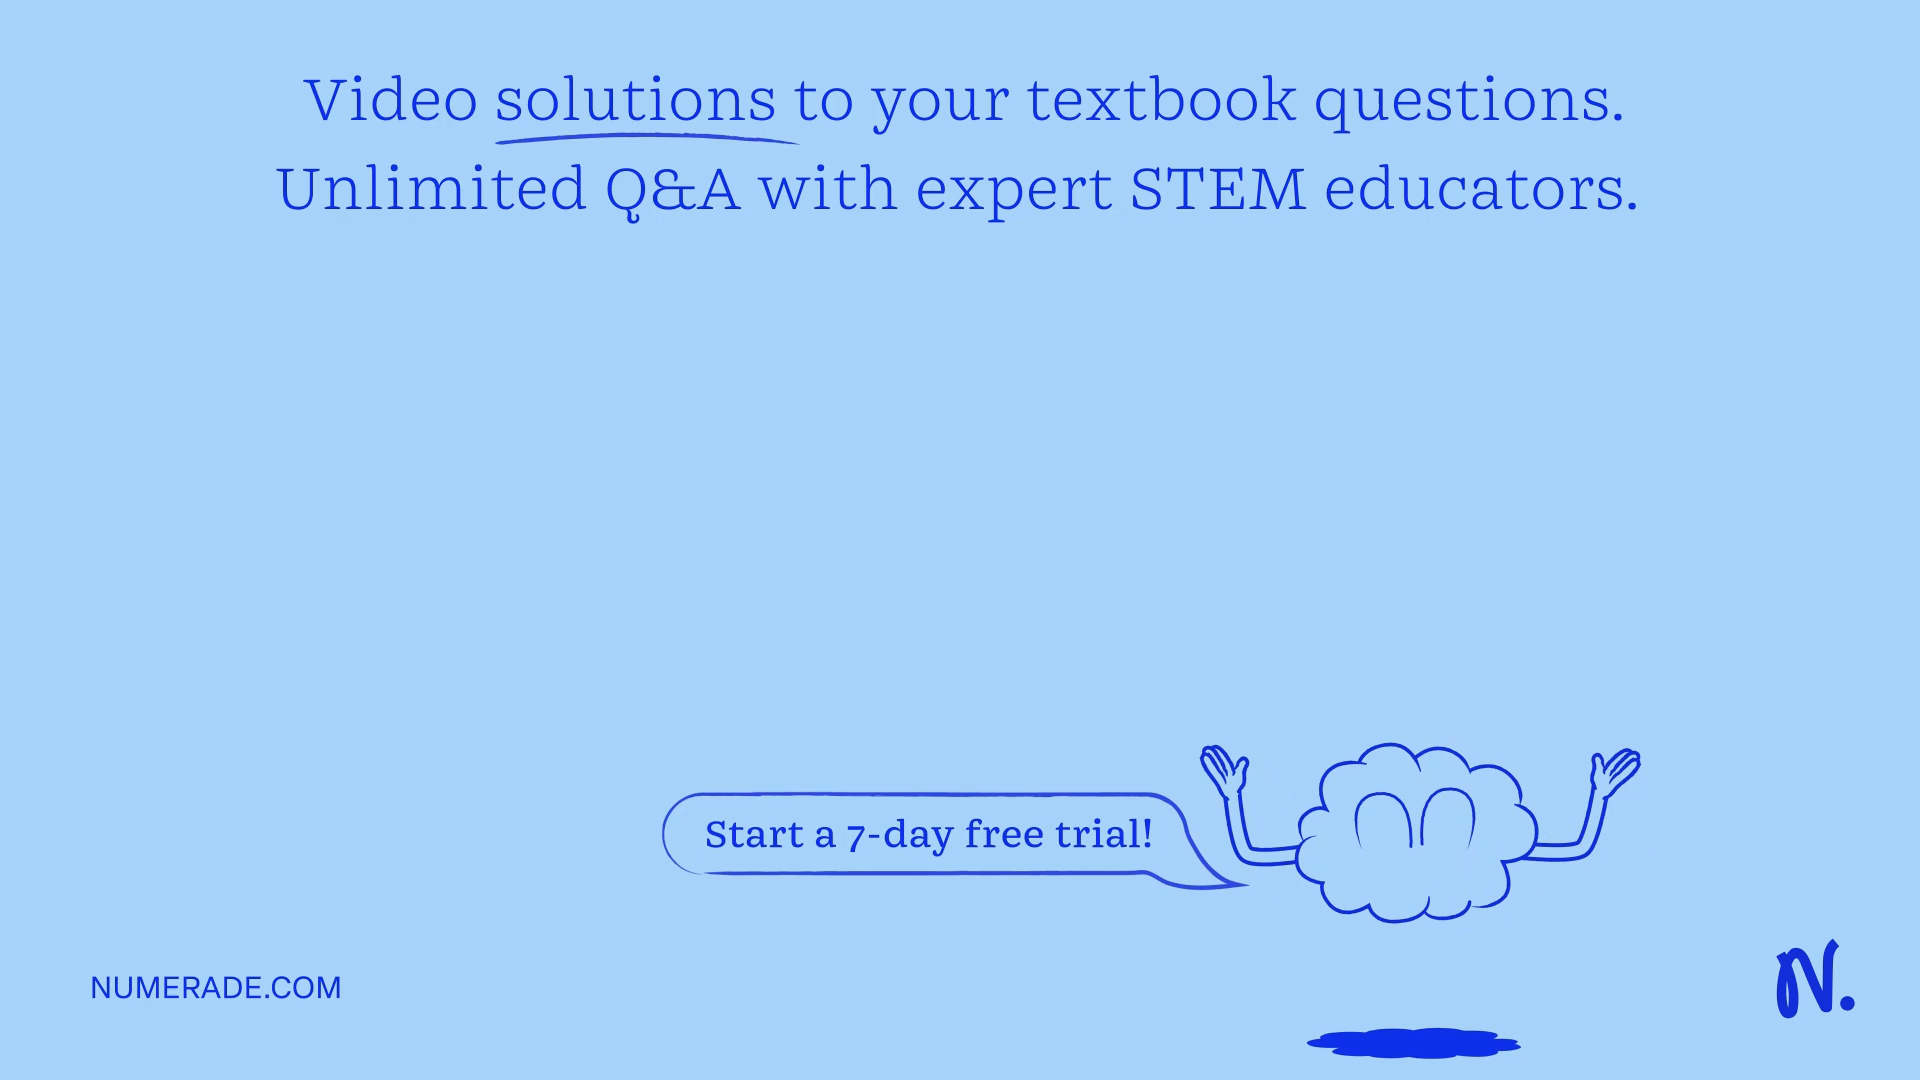 Video solutions to your textbook questions.
Unlimited Q&A with expert STEM educators.
Start a 7-day free trial!
NUMERADE.COM
N.